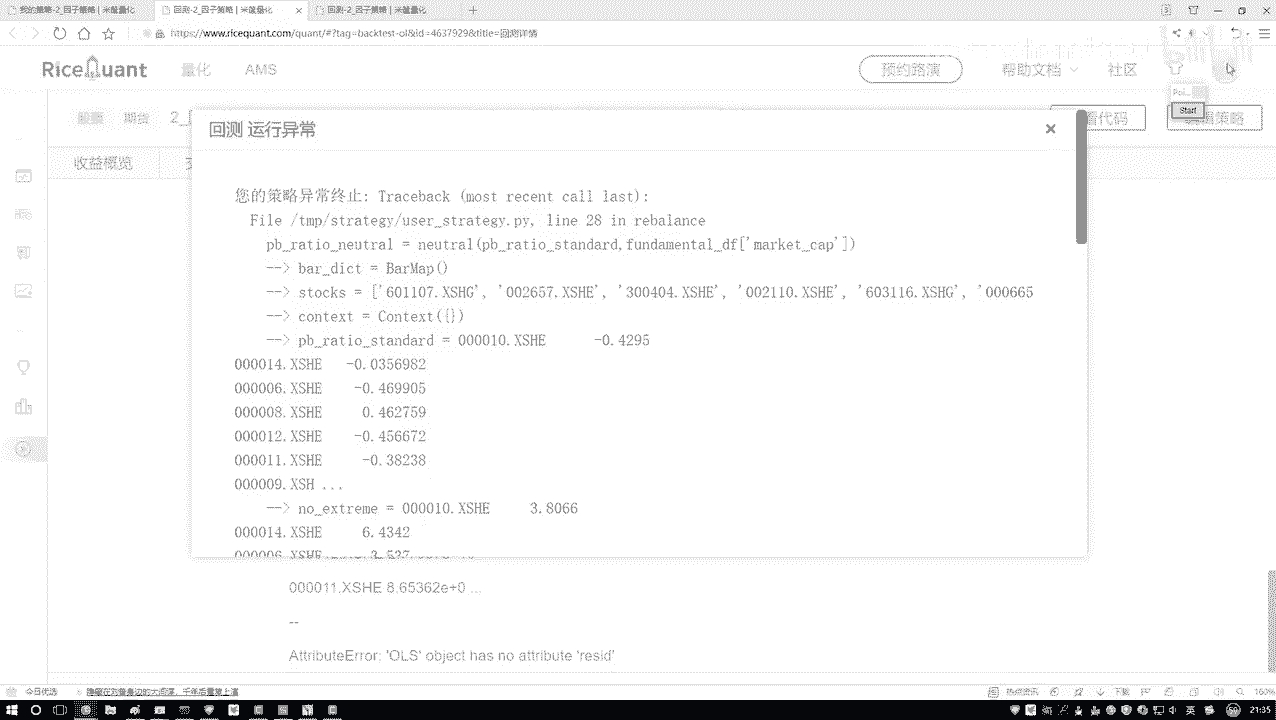 我的策略-2_因子策略 | 米筐量化
回测-2_因子策略 | 米筐量化
回测-2_因子策略 | 米筐量化
https://www.ricequant.com/quant/#?tag=backtest-ol&id=4637929&title=回测详情
RiceQuant 量化 AMS 预约路演 帮助文档 社区
Poi...
Start
股票 期货 2_
看代码
编辑策略
收益概览
回测 运行异常
您的策略异常终止: Traceback (most recent call last):
File /tmp/strategy/user_strategy.py, line 28 in rebalance
pb_ratio_neutral = neutral(pb_ratio_standard,fundamental_df['market_cap'])
--> bar_dict = BarMap()
--> stocks = ['601107.XSHG', '002657.XSHE', '300404.XSHE', '002110.XSHE', '603116.XSHG', '000665
--> context = Context({})
--> pb_ratio_standard = 000010.XSHE -0.4295
000014.XSHE -0.0356982
000006.XSHE -0.469905
000008.XSHE 0.462759
000012.XSHE -0.456672
000011.XSHE -0.38238
000009.XSH ...
--> no_extreme = 000010.XSHE 3.8066
000014.XSHE 6.4342
000006.XSHE 3.537
000011.XSHE 8.65362e+0 ...
--
AttributeError: 'OLS' object has no attribute 'resid'
今日优选
下载
160%
21:35